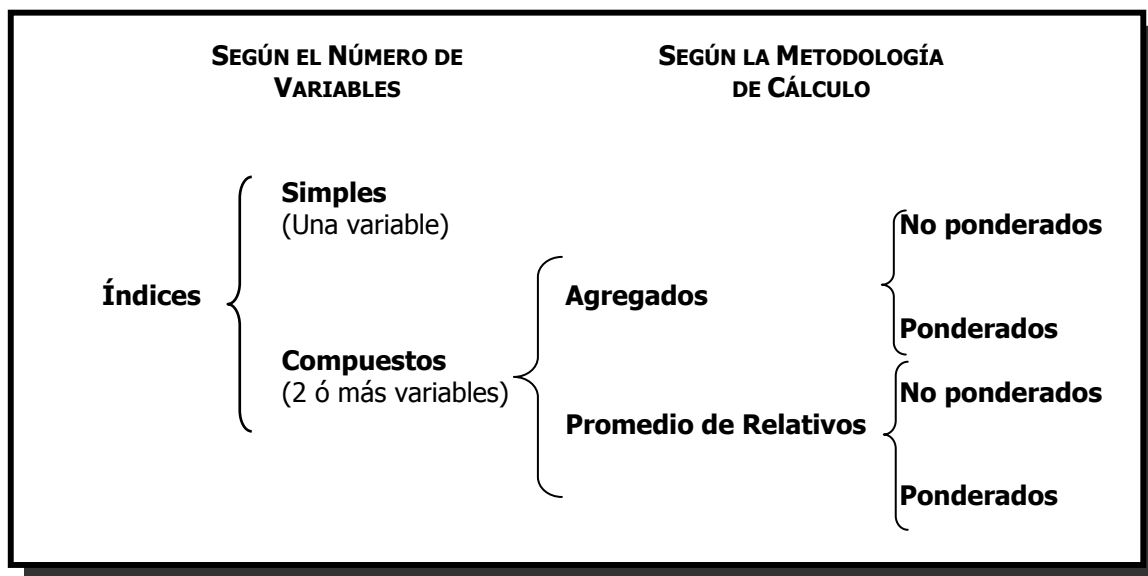 SEGÚN EL NÚMERO DE
VARIABLES
SEGÚN LA METODOLOGÍA
DE CÁLCULO
Índices
Simples
(Una variable)
Compuestos
(2 ó más variables)
Agregados
No ponderados
Ponderados
Promedio de Relativos
No ponderados
Ponderados